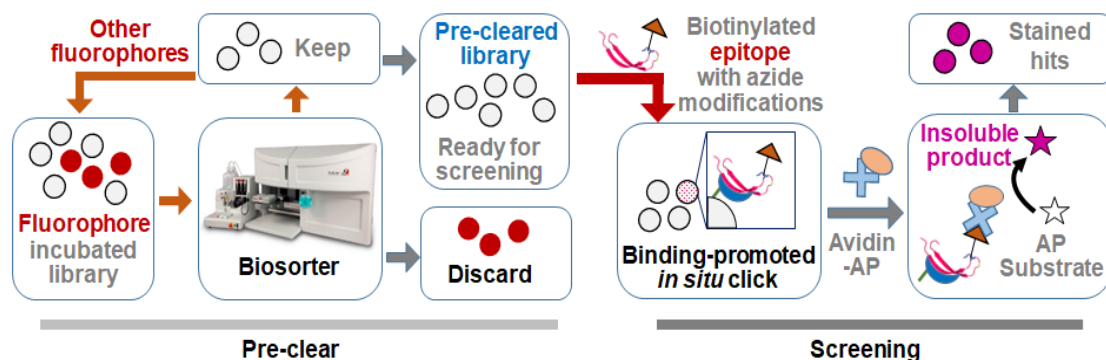 Other
fluorophores
Keep
Pre-cleared
library
Ready for
screening
Fluorophore
incubated
library
Biosorter
Discard
Pre-clear
Biotinylated
epitope
with azide
modifications
Binding-promoted
in situ click
Avidin
-AP
Stained
hits
Insoluble
product
AP
Substrate
Screening